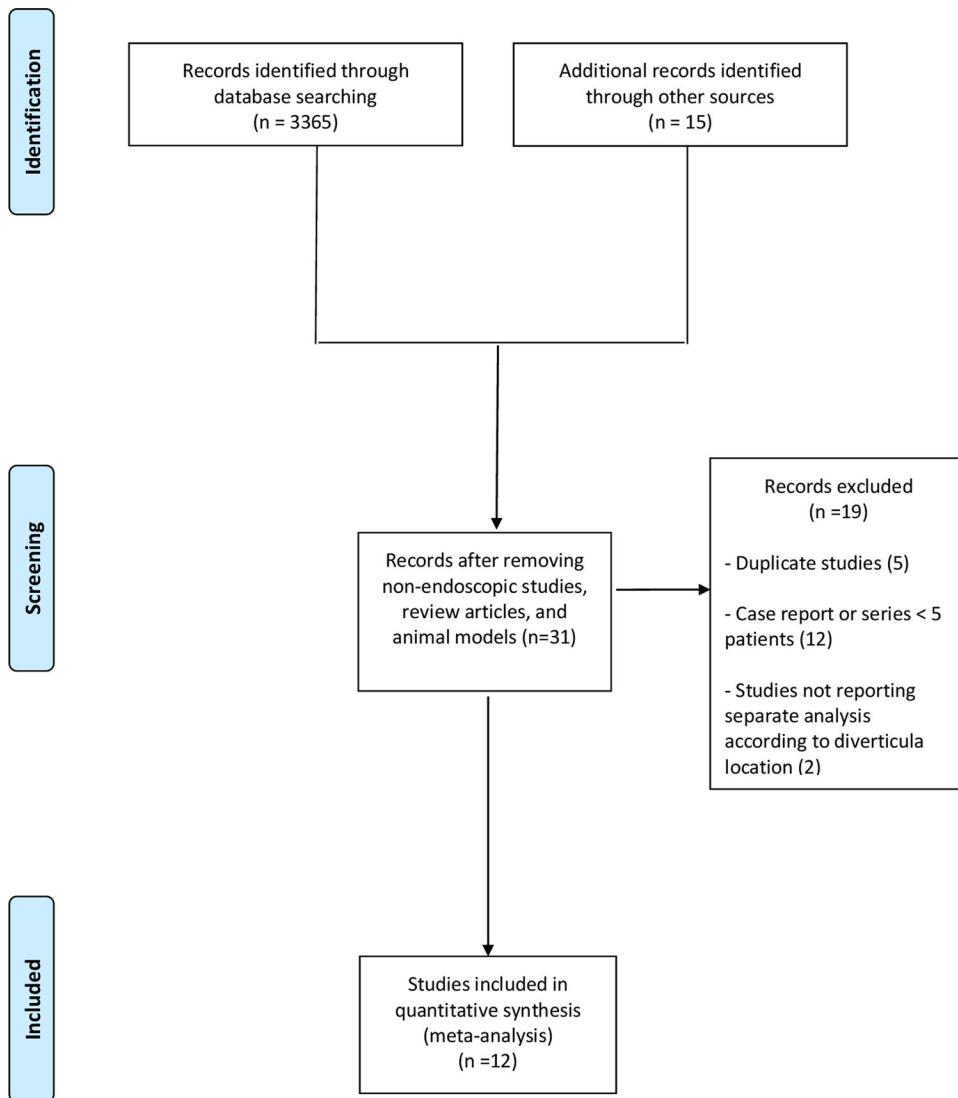 Identification
Records identified through
database searching
(n = 3365)
Additional records identified
through other sources
(n = 15)
Screening
Records after removing
non-endoscopic studies,
review articles, and
animal models (n=31)
Records excluded
(n =19)
- Duplicate studies (5)
- Case report or series < 5
patients (12)
- Studies not reporting
separate analysis
according to diverticula
location (2)
Included
Studies included in
quantitative synthesis
(meta-analysis)
(n =12)